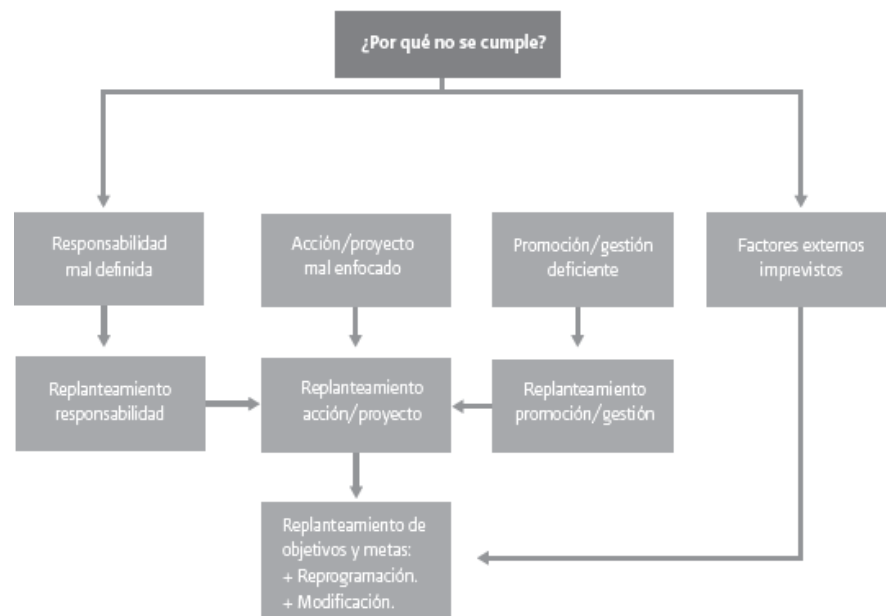 ¿Por qué no se cumple?
Responsabilidad
mal definida
Acción/proyecto
mal enfocado
Promoción/gestión
deficiente
Factores externos
imprevistos
Replanteamiento
responsabilidad
Replanteamiento
acción/proyecto
Replanteamiento
promoción/gestión
Replanteamiento de
objetivos y metas:
+ Reprogramación.
+ Modificación.